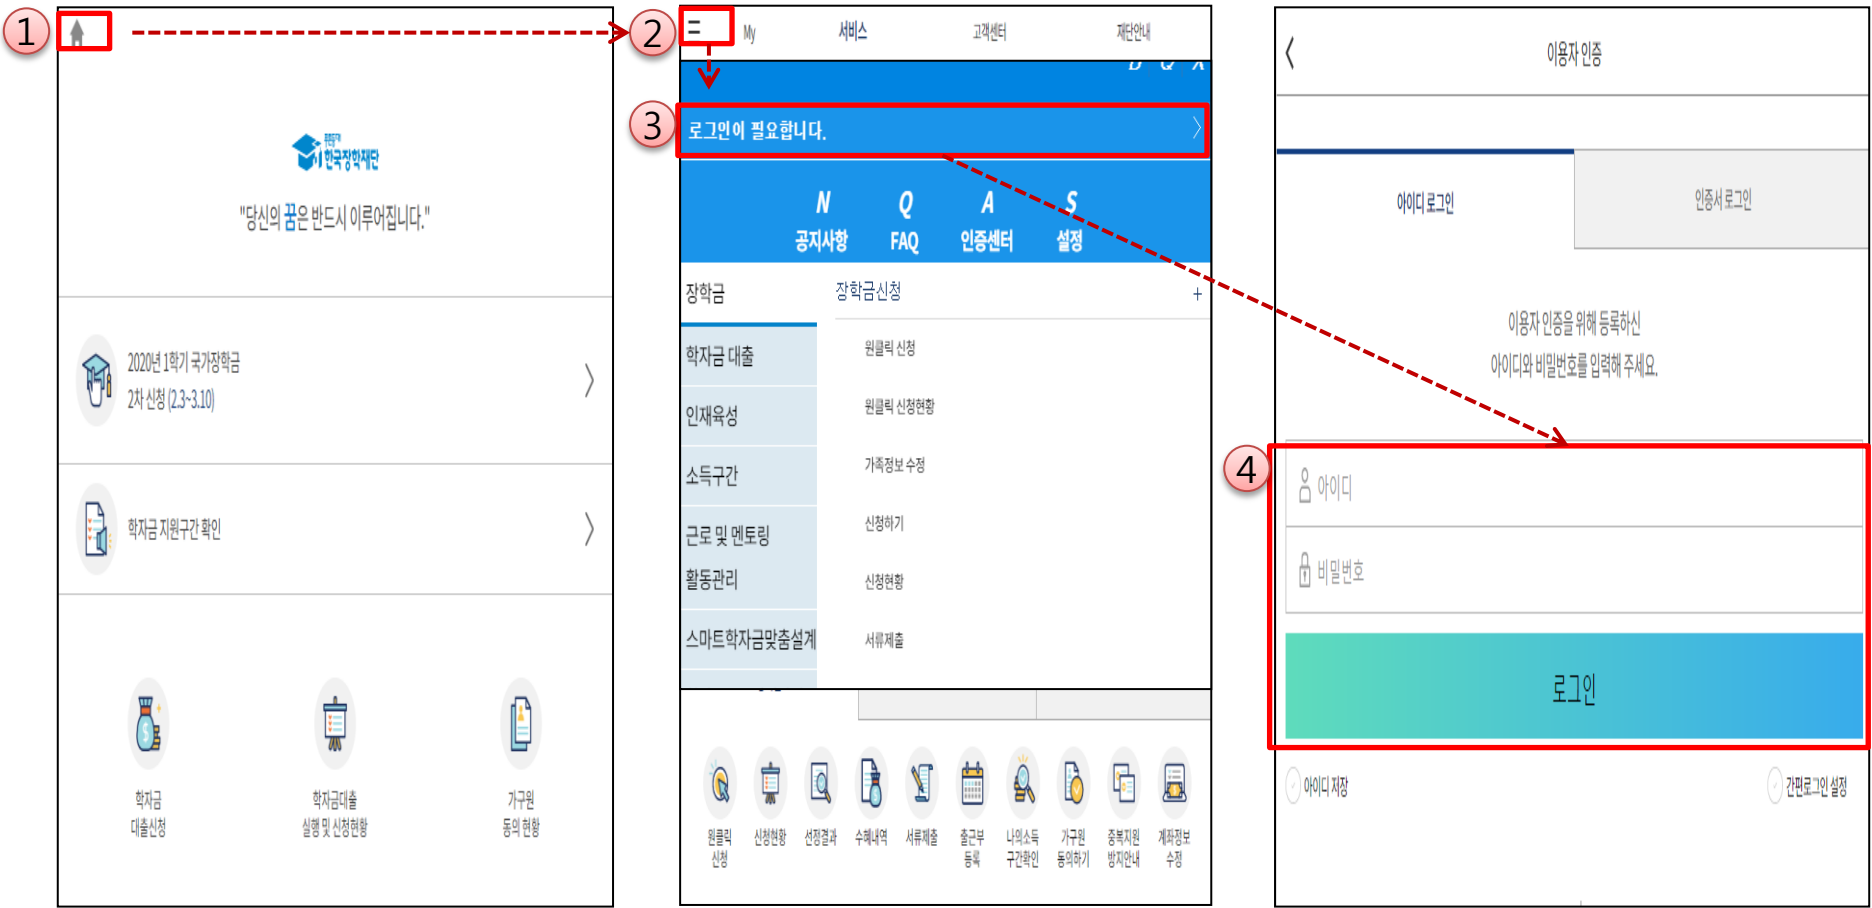 1
한국장학재단
"당신의 꿈은 반드시 이루어집니다."
2020년 1학기 국가장학금
2차 신청 (2.3~3.10)
학자금 지원구간 확인
학자금
대출신청
학자금대출
실행 및 신청현황
가구원
동의 현황
2
My 서비스 고객센터 재단안내
3
로그인이 필요합니다.
N Q A S
공지사항 FAQ 인증센터 설정
장학금
학자금 대출
인재육성
소득구간
근로 및 멘토링
활동관리
스마트학자금맞춤설계
장학금신청 +
원클릭 신청
원클릭 신청현황
가족정보 수정
신청하기
신청현황
서류제출
원클릭
신청
신청현황
선정결과
수혜내역
서류제출
출근부
등록
나의소득
구간확인
가구원
동의하기
중복지원
방지안내
계좌정보
수정
이용자 인증
아이디 로그인
인증서 로그인
이용자 인증을 위해 등록하신
아이디와 비밀번호를 입력해 주세요.
4
아이디
비밀번호
로그인
아이디 저장
간편로그인 설정